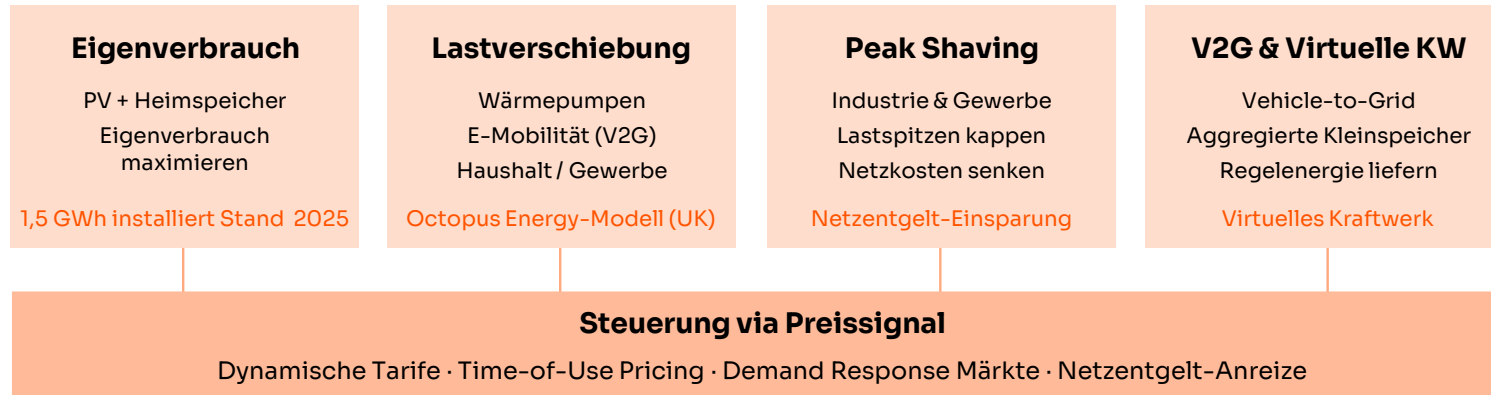 Eigenverbrauch
PV + Heimspeicher
Eigenverbrauch
maximieren
1,5 GWh installiert Stand 2025
Lastverschiebung
Wärmepumpen
E-Mobilität (V2G)
Haushalt / Gewerbe
Octopus Energy-Modell (UK)
Peak Shaving
Industrie & Gewerbe
Lastspitzen kappen
Netzkosten senken
Netzentgelt-Einsparung
V2G & Virtuelle KW
Vehicle-to-Grid
Aggregierte Kleinspeicher
Regelenergie liefern
Virtuelles Kraftwerk
Steuerung via Preissignal
Dynamische Tarife · Time-of-Use Pricing · Demand Response Märkte · Netzentgelt-Anreize